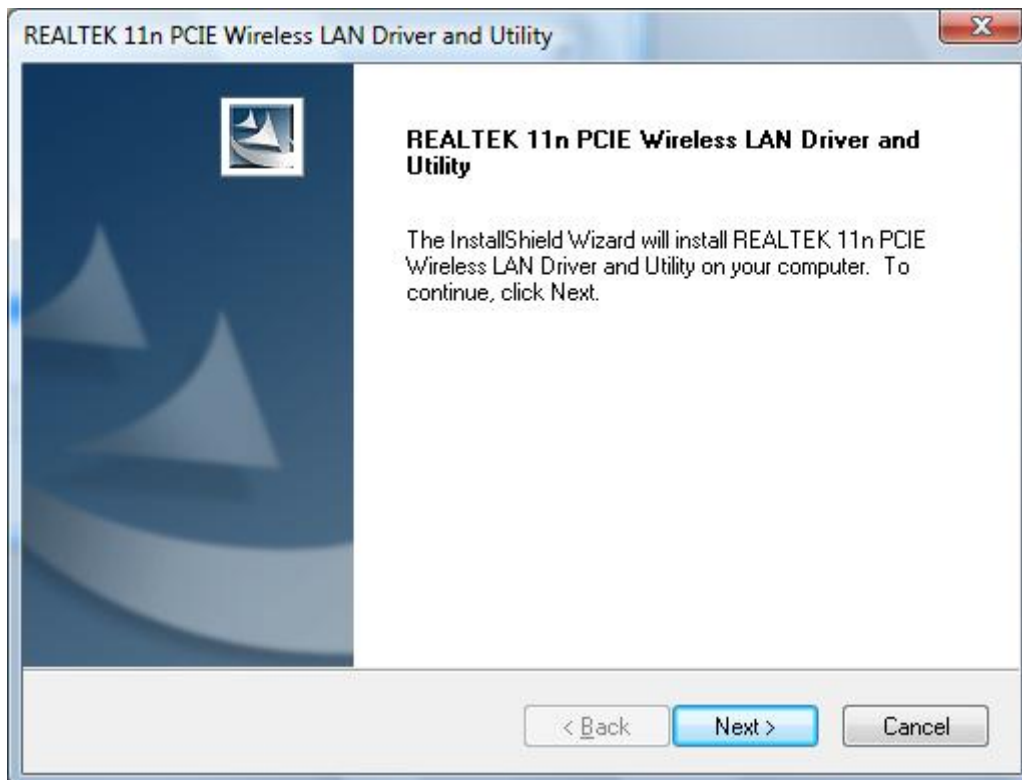 REALTEK 11n PCIE Wireless LAN Driver and Utility
REALTEK 11n PCIE Wireless LAN Driver and
Utility
The InstallShield Wizard will install REALTEK 11n PCIE
Wireless LAN Driver and Utility on your computer.  To
continue, click Next.
< Back
Next >
Cancel